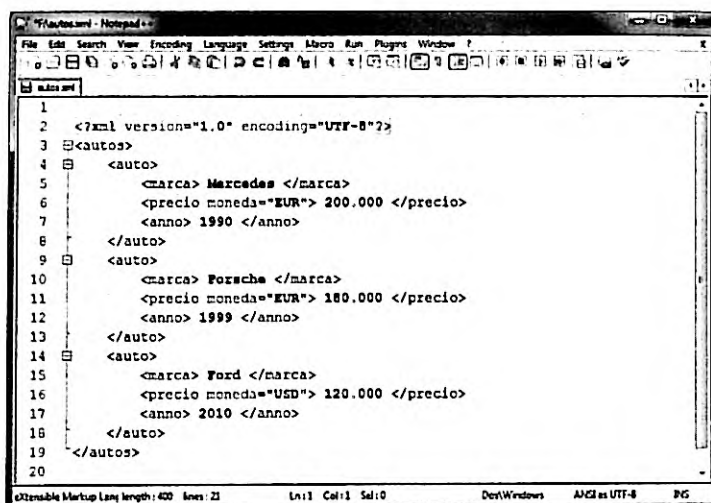 *F:\autos.xml - Notepad++
File Edit Search View Encoding Language Settings Macro Run Plugins Window ? X
autos.xml
1
2 <?xml version="1.0" encoding="UTF-8"?>
3 <autos>
4 <auto>
5 <marca> Mercedes </marca>
6 <precio moneda="EUR"> 200.000 </precio>
7 <anno> 1990 </anno>
8 </auto>
9 <auto>
10 <marca> Porsche </marca>
11 <precio moneda="EUR"> 180.000 </precio>
12 <anno> 1999 </anno>
13 </auto>
14 <auto>
15 <marca> Ford </marca>
16 <precio moneda="USD"> 120.000 </precio>
17 <anno> 2010 </anno>
18 </auto>
19 </autos>
20
eXtensible Markup Lang length : 400 lines : 21 Ln : 1 Col : 1 Sel : 0 Dos\Windows ANSI as UTF-8 INS